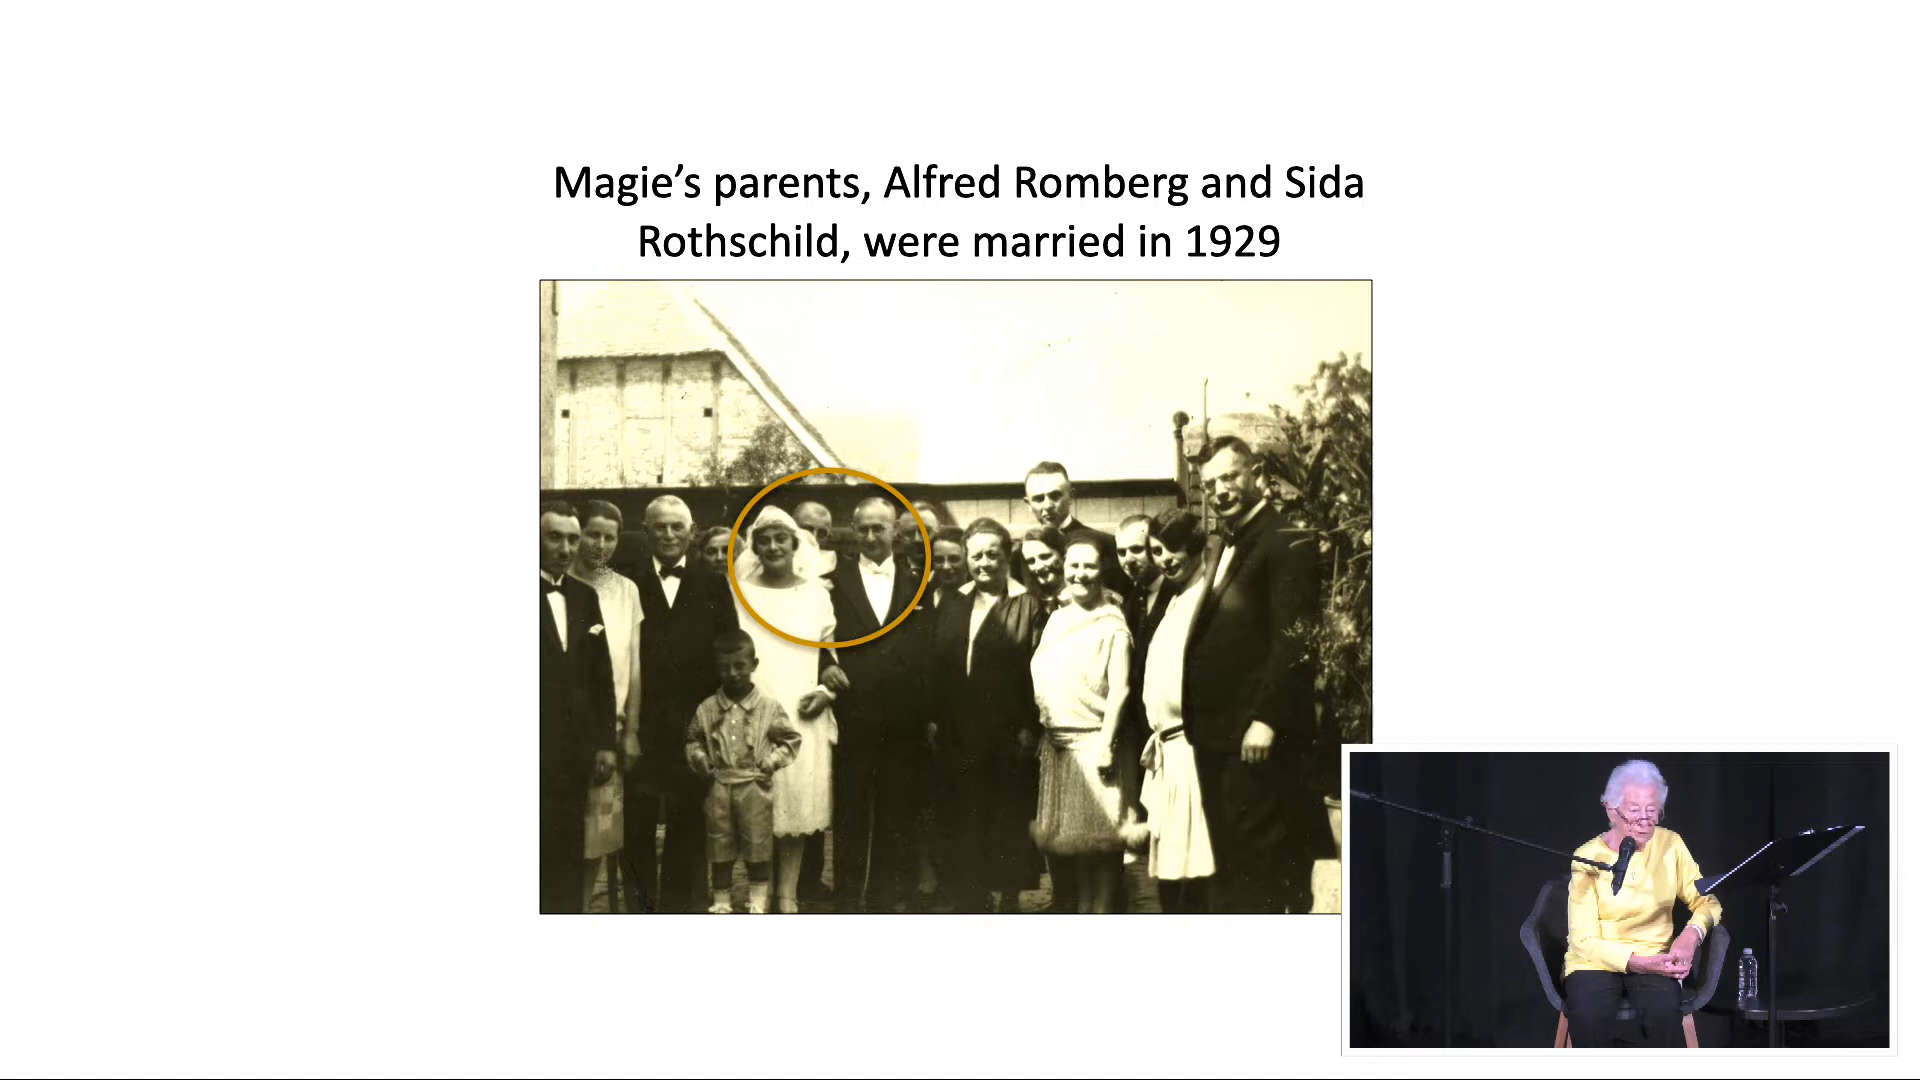 Magie’s parents, Alfred Romberg and Sida
Rothschild, were married in 1929